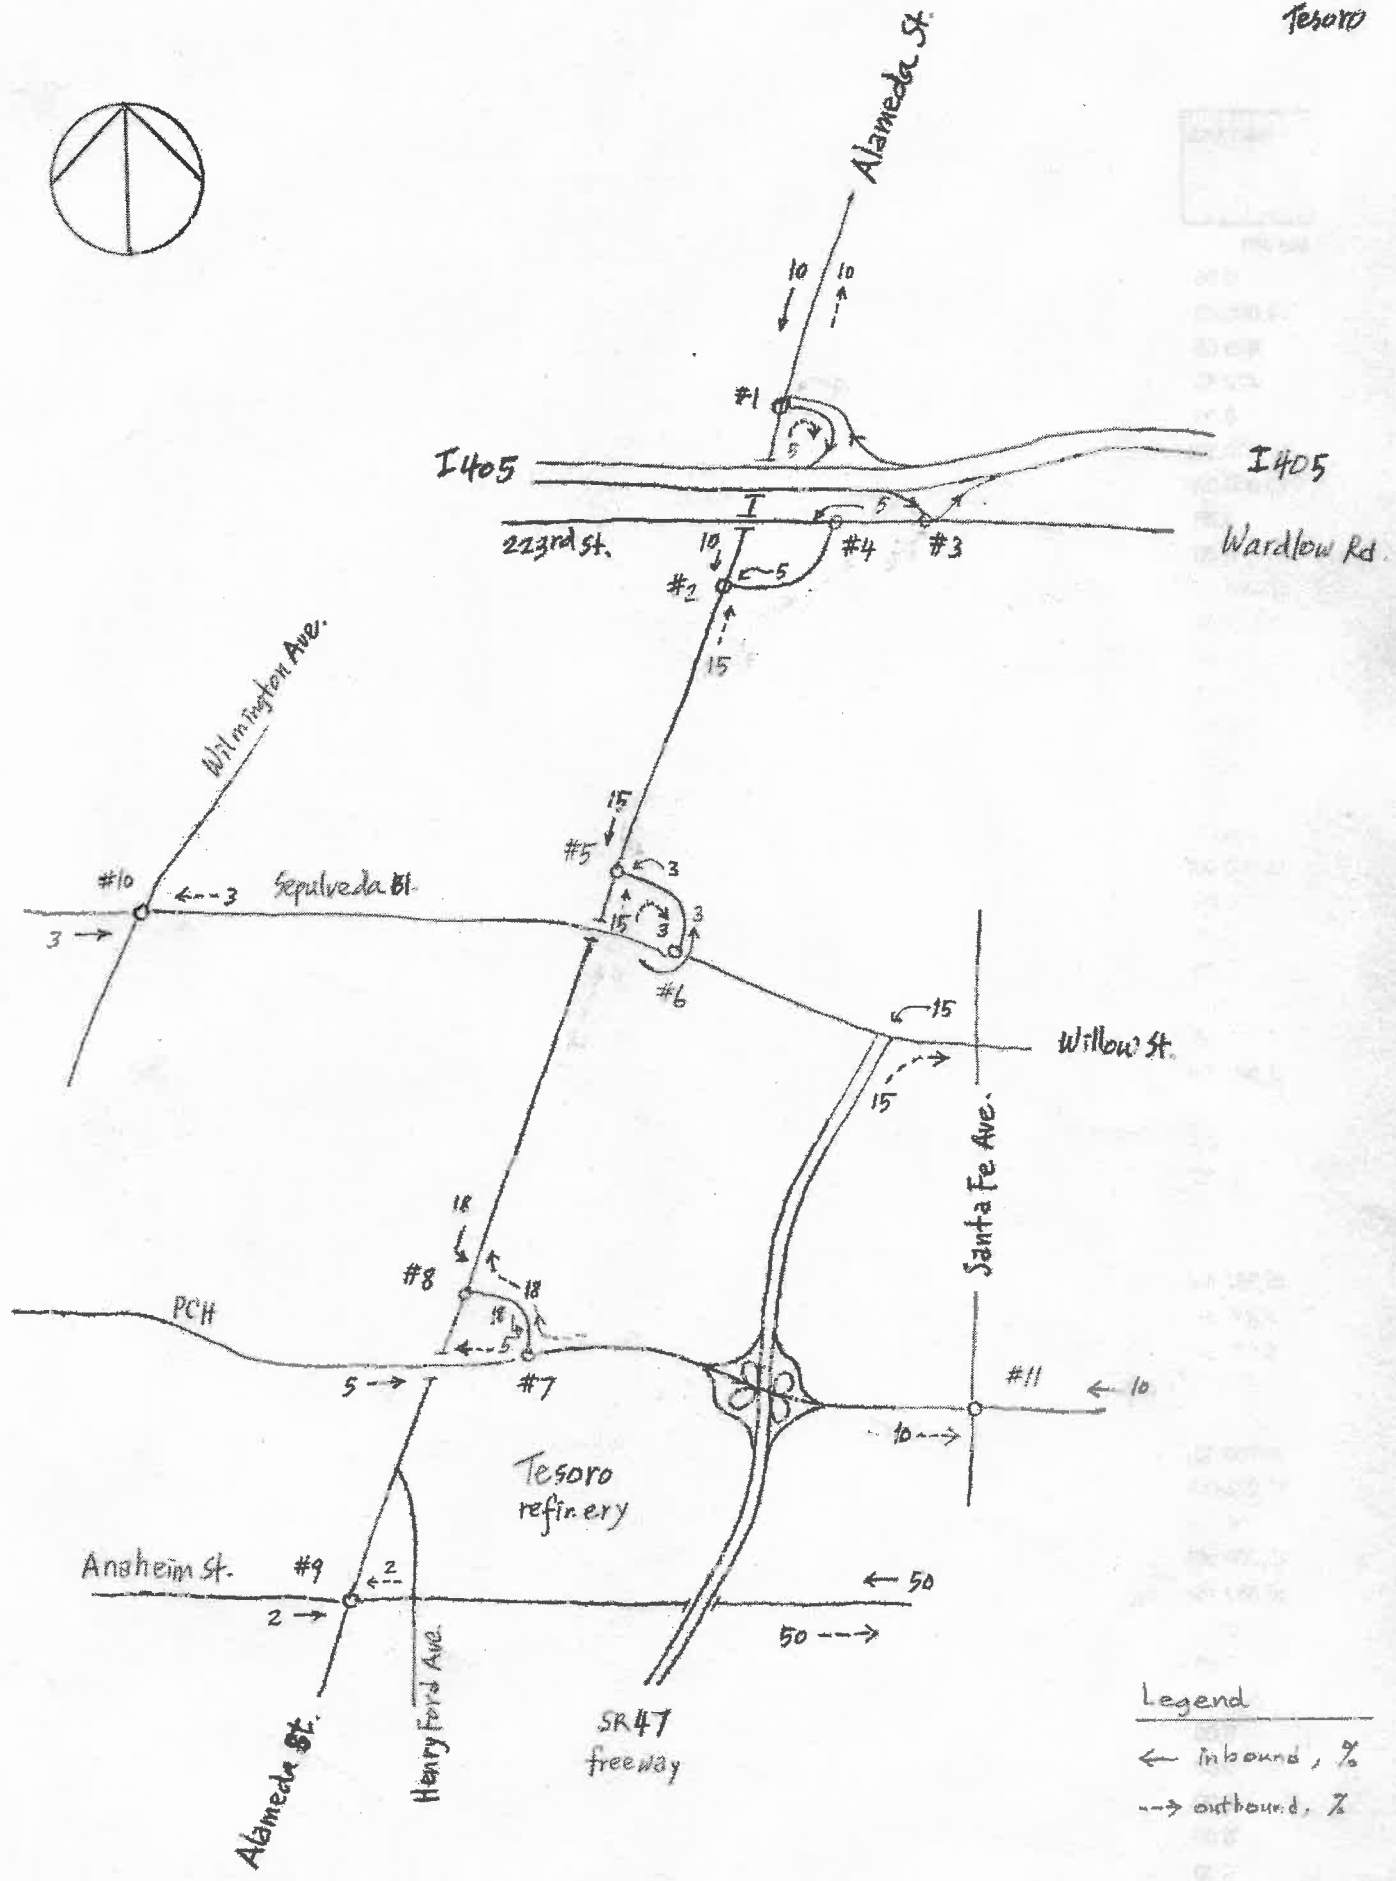 Tesoro
Alameda St.
10
10
#1
5
I405
I405
5
223rd St.
#4
#3
Wardlow Rd.
10
#2
5
15
Wilmington Ave.
15
#5
3
#10
3
Sepulveda Bl.
15
3
3
3
#6
15
Willow St.
15
Santa Fe Ave.
18
#8
18
18
PCH
5
5
#7
#11
10
10
Tesoro
refinery
Anaheim St.
#9
2
2
50
50
Henry Ford Ave.
Alameda St.
SR47
freeway
Legend
inbound, %
outbound, %